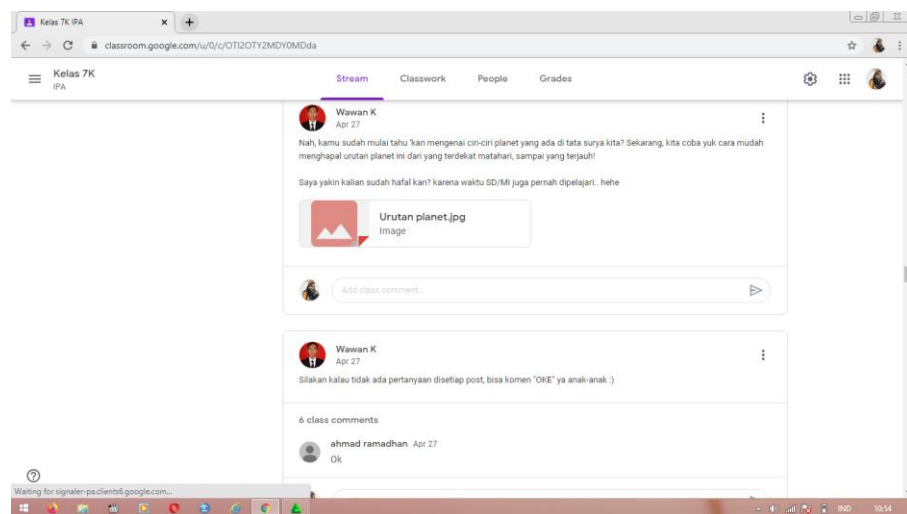 Kelas 7K IPA
classroom.google.com/u/0/c/OTI2OTY2MDY0MDda
Kelas 7K
IPA
Stream Classwork People Grades
Wawan K
Apr 27
Nah, kamu sudah mulai tahu 'kan mengenai ciri-ciri planet yang ada di tata surya kita? Sekarang, kita coba yuk cara mudah
menghapal urutan planet ini dari yang terdekat matahari, sampai yang terjauh!
Saya yakin kalian sudah hafal kan? karena waktu SD/MI juga pernah dipelajari.. hehe
Urutan planet.jpg
Image
Add class comment...
Wawan K
Apr 27
Silakan kalau tidak ada pertanyaan disetiap post, bisa komen "OKE" ya anak-anak :)
6 class comments
ahmad ramadhan Apr 27
Ok
Waiting for signaler-pa.clients6.google.com...
IND 10:54